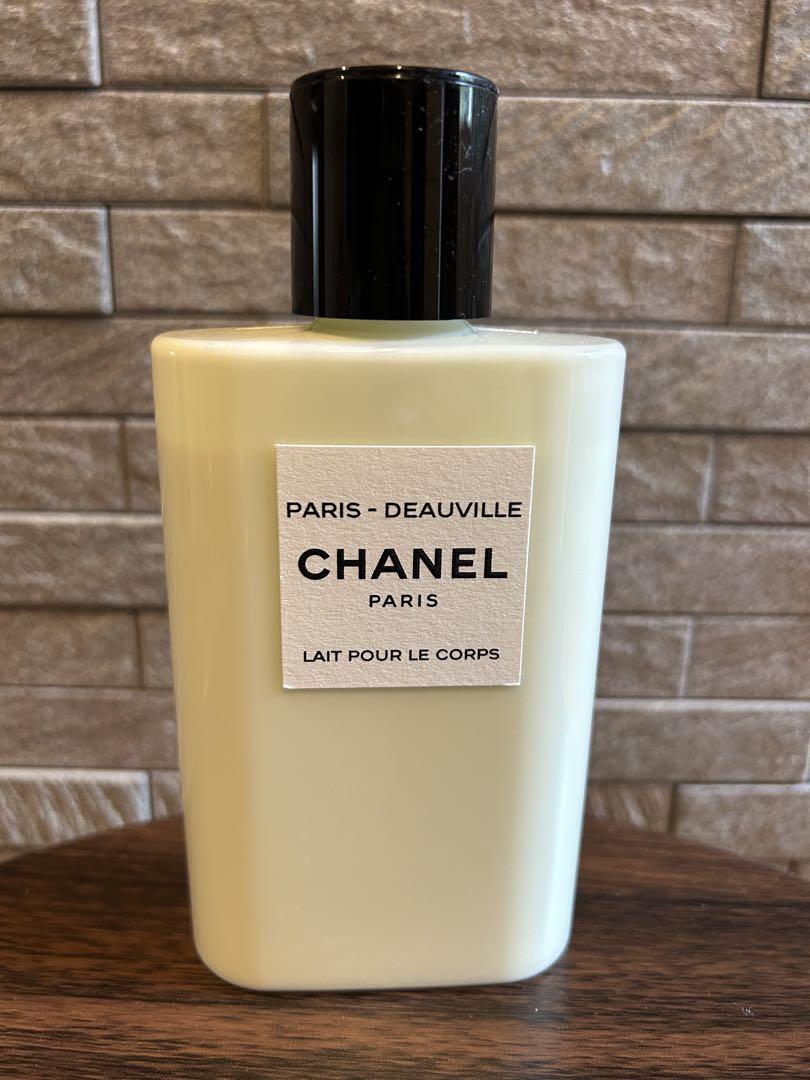 PARIS - DEAUVILLE
CHANEL
PARIS
LAIT POUR LE CORPS